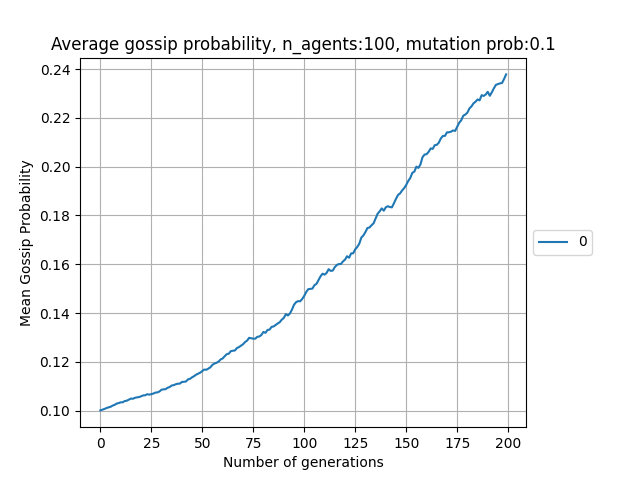 Average gossip probability, n_agents:100, mutation prob:0.1
0.24
0.22
0.20
0.18
0.16
0.14
0.12
0.10
Mean Gossip Probability
0
0 25 50 75 100 125 150 175 200
Number of generations